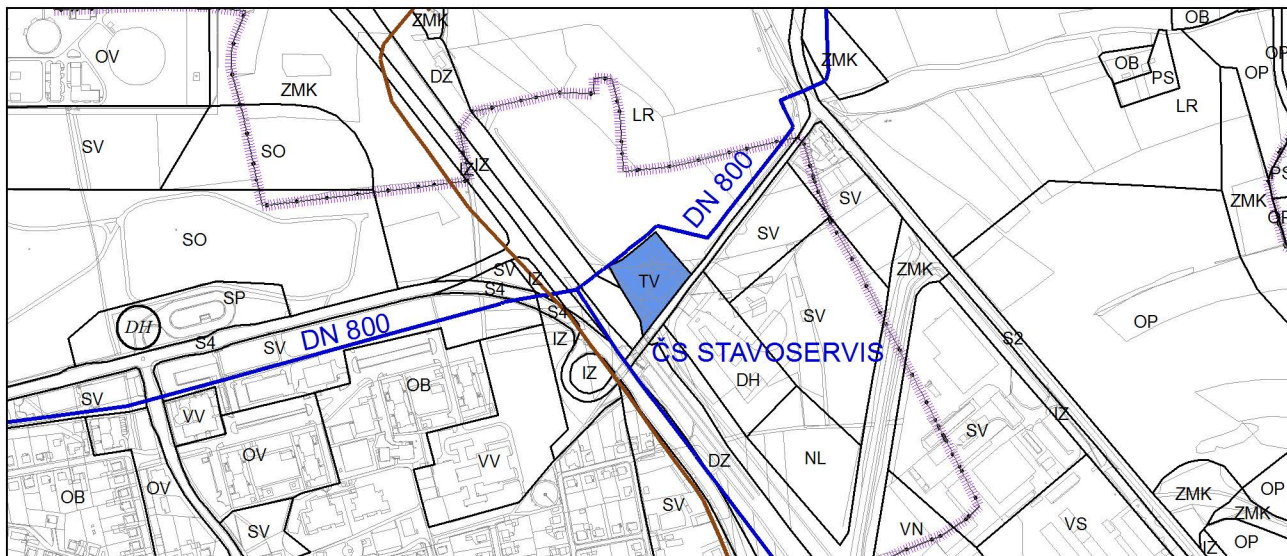 ZMK
OB
OV
DZ
ZMK
OB
OP
OP
PS
ZMK
LR
LR
SV
SO
IZ
IZ
PS
DN 800
SV
ZMK
OP
SO
SV
TV
ZMK
SV
IZ
S4
SP
DH
S4
SV
OP
S4
DN 800
SV
IZ
S2
ČS STAVOSERVIS
IZ
DH
OB
SV
VV
IZ
SV
OV
VV
DZ
NL
OB
OV
SV
SV
VN
VS
ZMK
OP
ZMK
OP
IZ